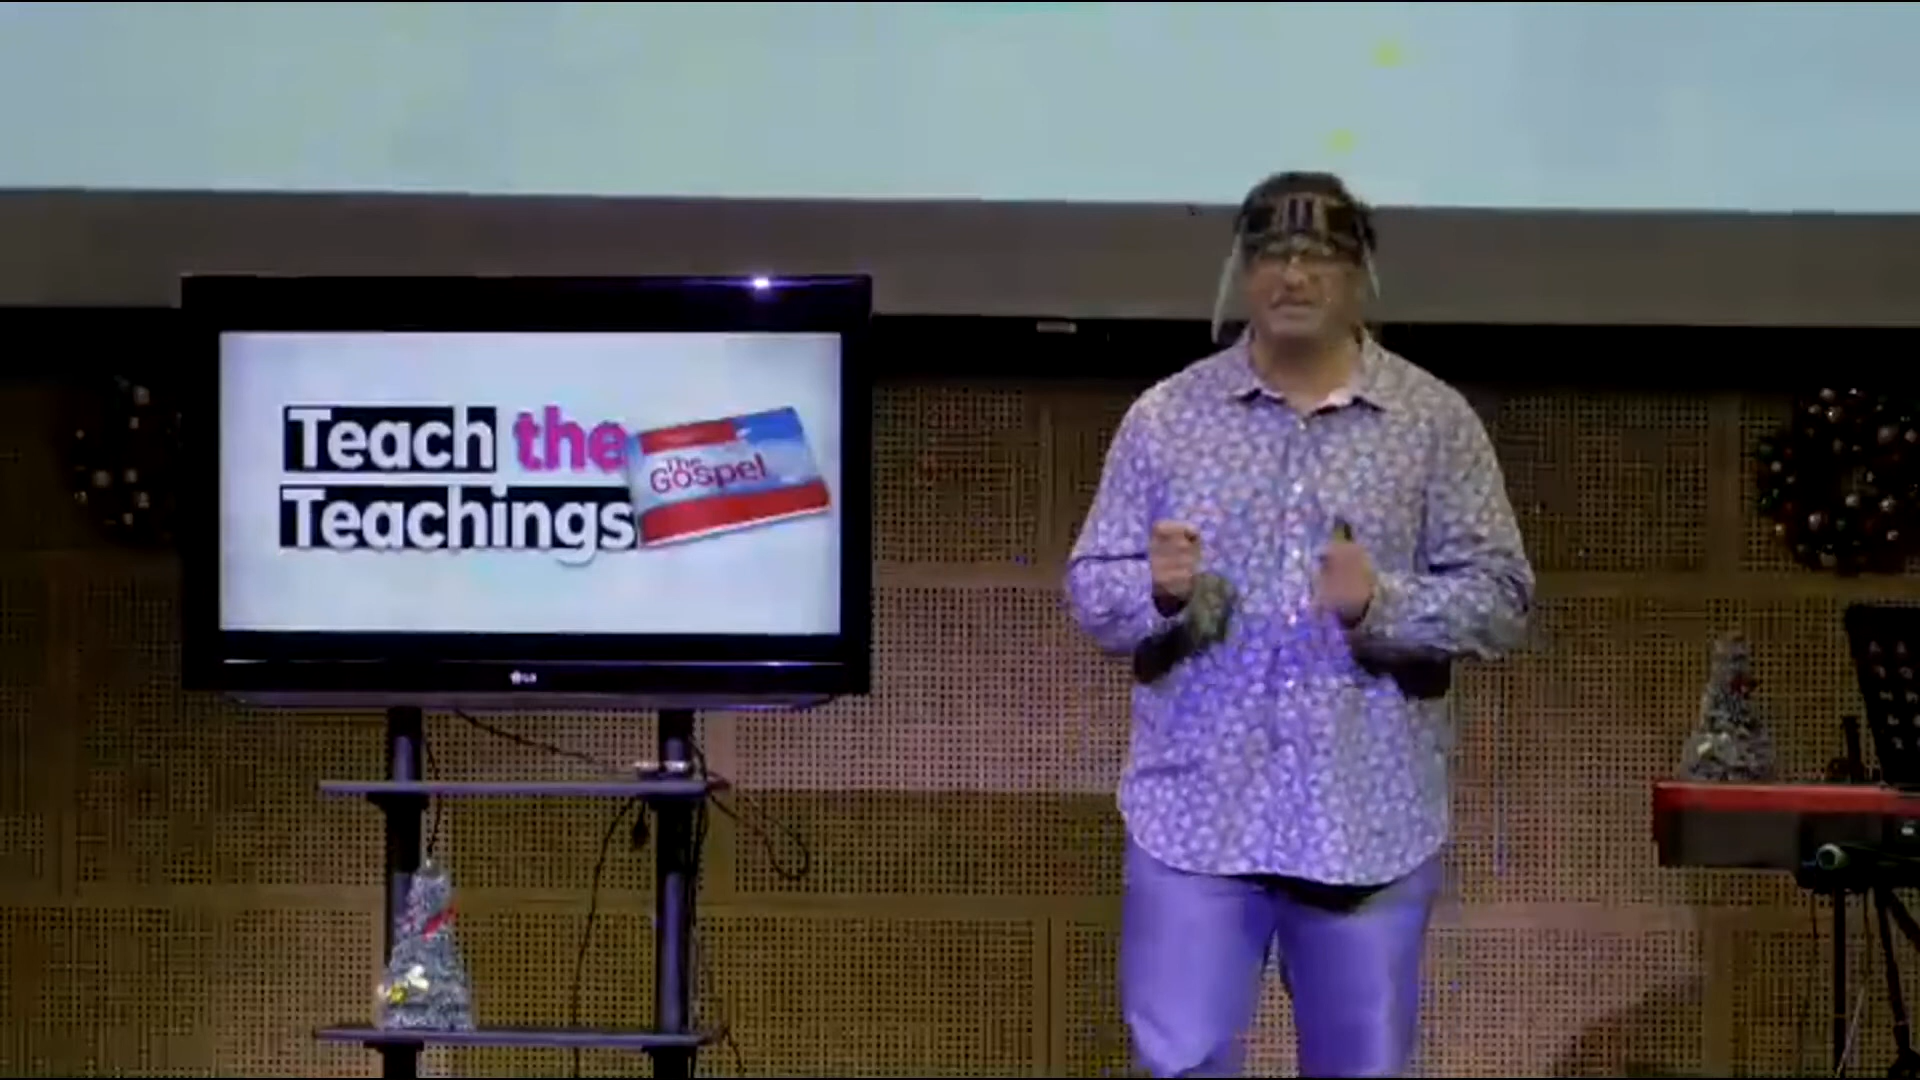 Teach the
Teachings
The
Gospel
LG